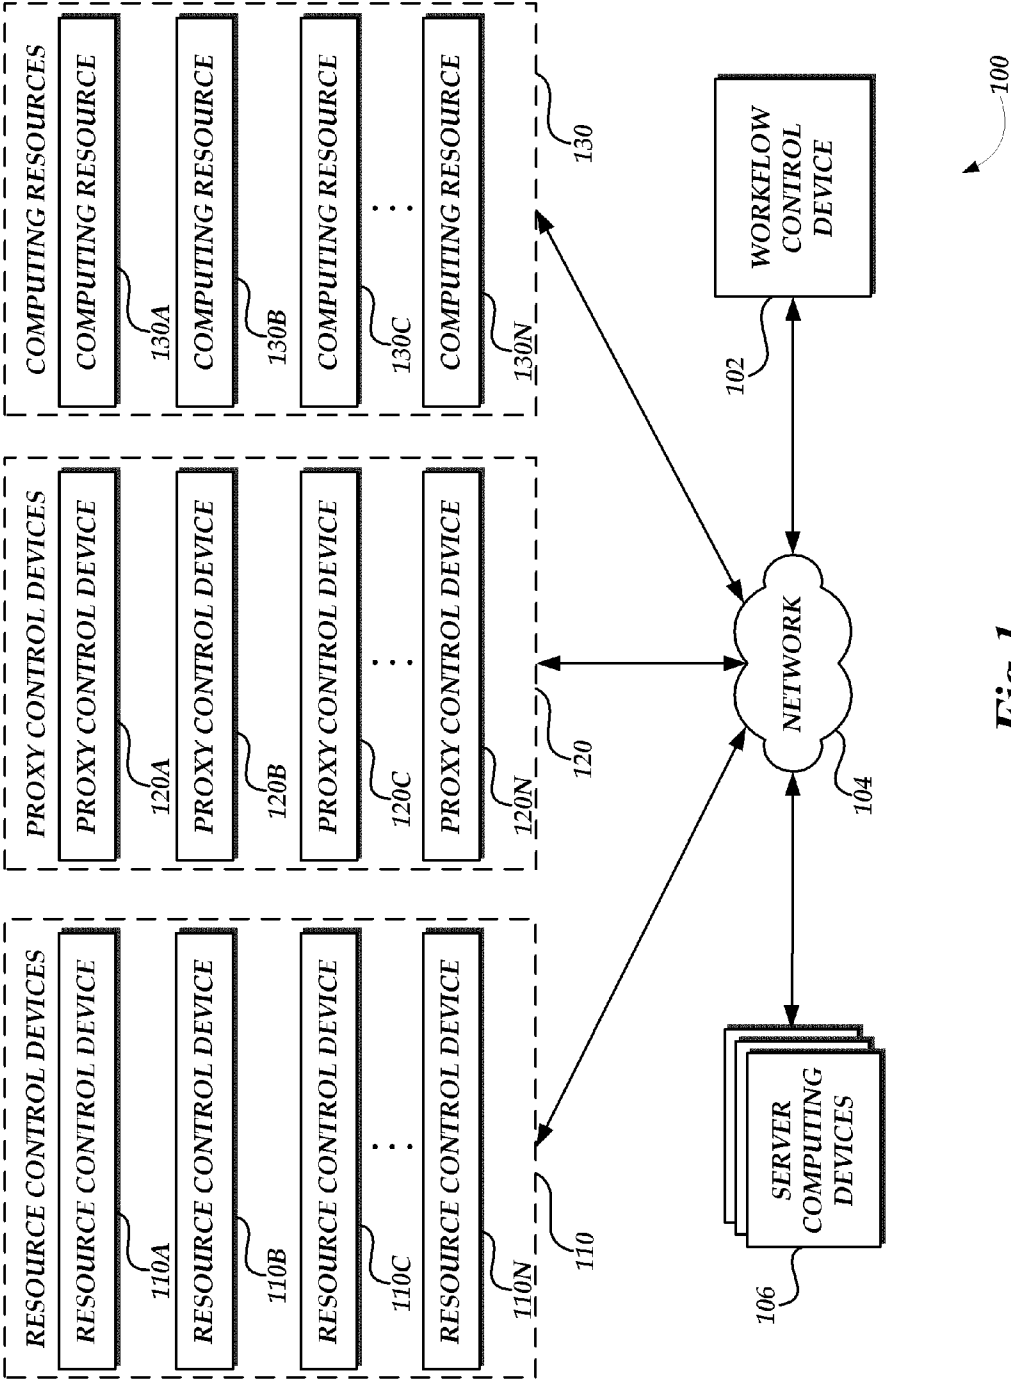 RESOURCE CONTROL DEVICES
RESOURCE CONTROL DEVICE
110A
RESOURCE CONTROL DEVICE
110B
RESOURCE CONTROL DEVICE
110C
...
RESOURCE CONTROL DEVICE
110N
110
PROXY CONTROL DEVICES
PROXY CONTROL DEVICE
120A
PROXY CONTROL DEVICE
120B
PROXY CONTROL DEVICE
120C
...
PROXY CONTROL DEVICE
120N
120
COMPUTING RESOURCES
COMPUTING RESOURCE
130A
COMPUTING RESOURCE
130B
COMPUTING RESOURCE
130C
...
COMPUTING RESOURCE
130N
130
SERVER
COMPUTING
DEVICES
106
NETWORK
104
WORKFLOW
CONTROL
DEVICE
102
100
Fig. 1